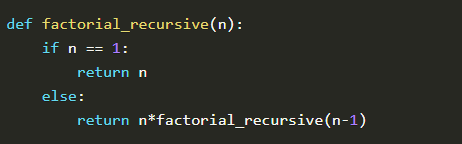 def factorial_recursive(n):
    if n == 1:
        return n
    else:
        return n*factorial_recursive(n-1)